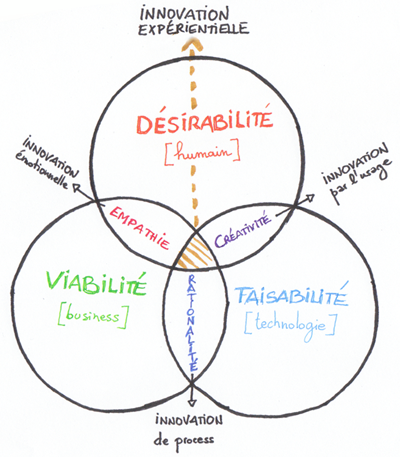 INNOVATION
EXPÉRIENTIELLE
DÉSIRABILITÉ
[humain]
INNOVATION
émotionnelle
INNOVATION
par l'usage
EMPATHIE
CRÉATIVITÉ
VIABILITÉ
[business]
RATIONALITÉ
FAISABILITÉ
[technologie]
INNOVATION
de process